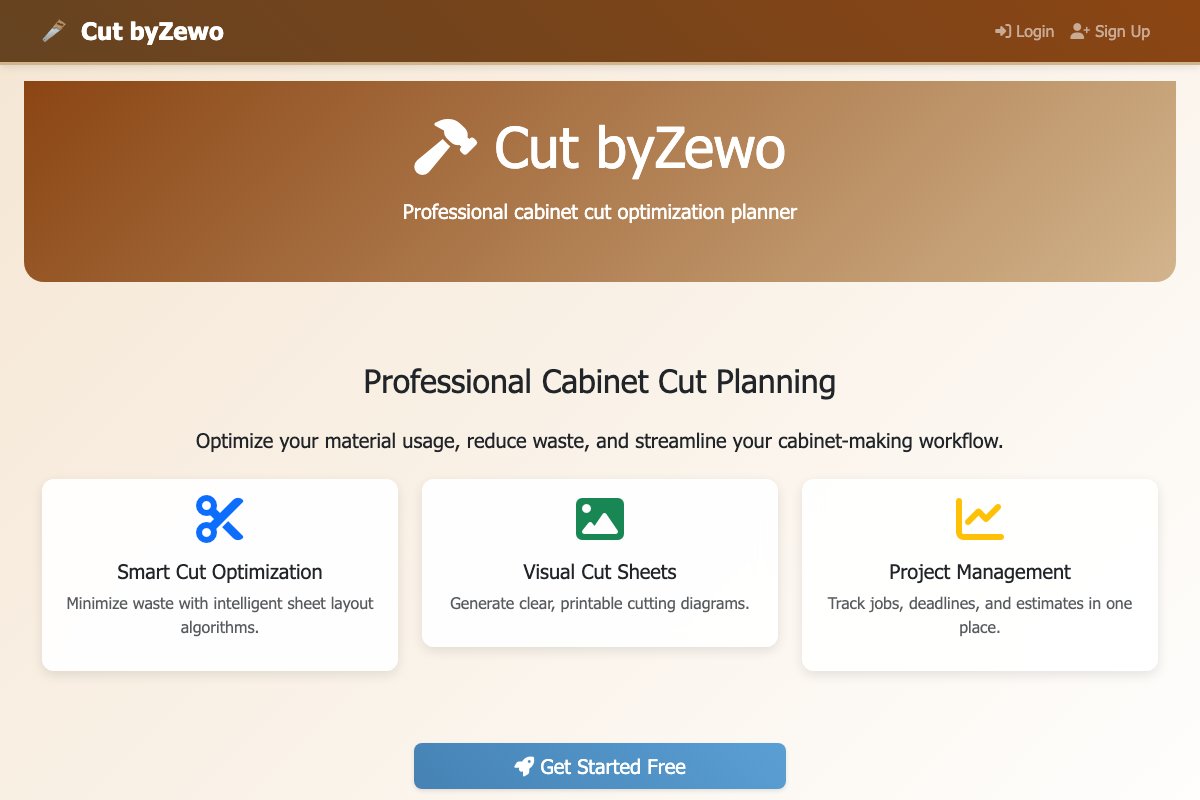 Cut byZewo
Login
Sign Up
Cut byZewo
Professional cabinet cut optimization planner
Professional Cabinet Cut Planning
Optimize your material usage, reduce waste, and streamline your cabinet-making workflow.
Smart Cut Optimization
Minimize waste with intelligent sheet layout
algorithms.
Visual Cut Sheets
Generate clear, printable cutting diagrams.
Project Management
Track jobs, deadlines, and estimates in one
place.
Get Started Free